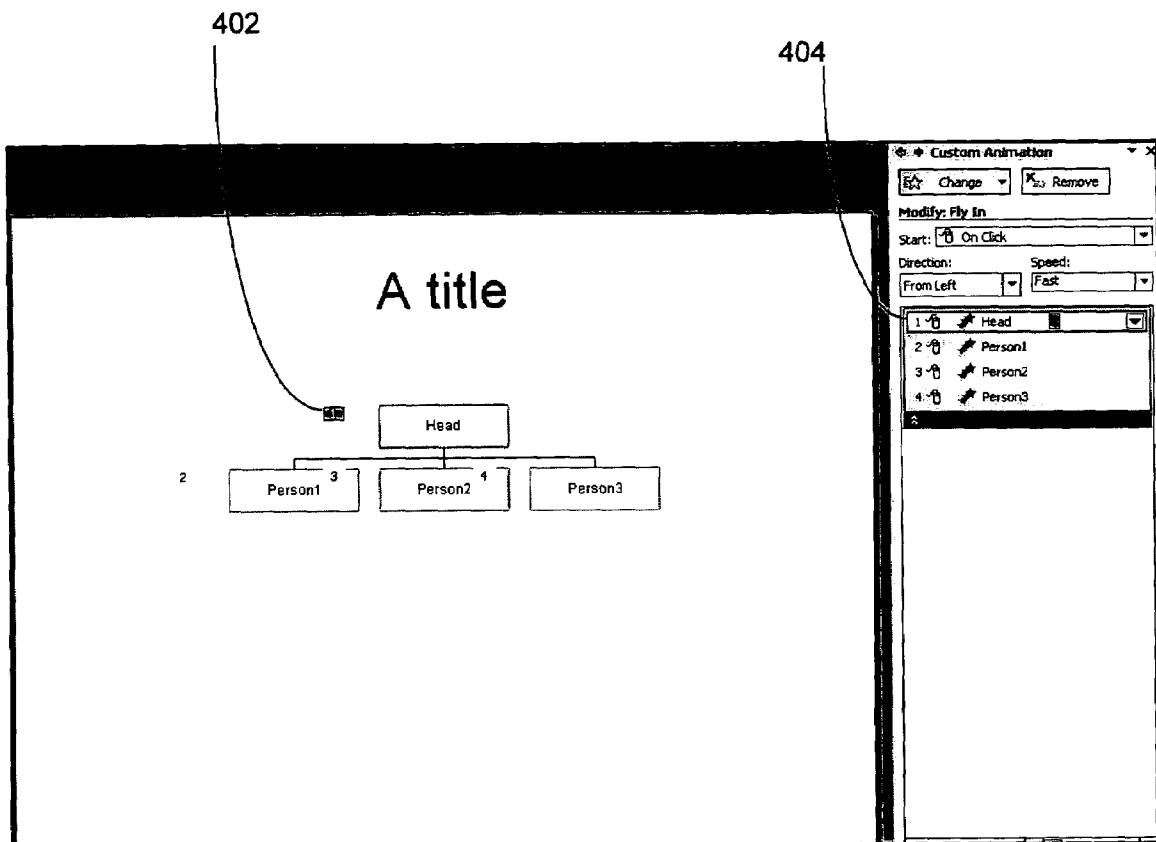 402
404
Custom Animation
Change Remove
Modify: Fly In
Start: On Click
Direction: Speed:
From Left Fast
1 Head
2 Person1
3 Person2
4 Person3
A title
Head
2 Person1 3 Person2 4 Person3